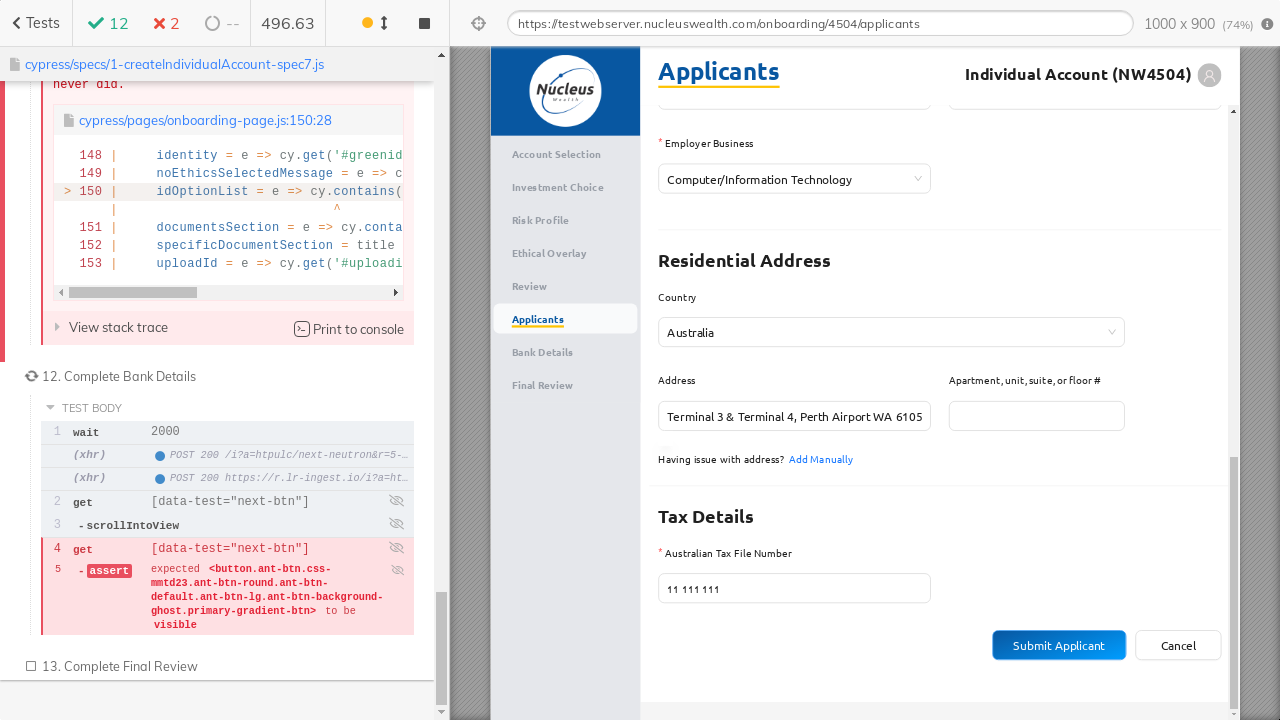 Tests
12
2
--
496.63
https://testwebserver.nucleuswealth.com/onboarding/4504/applicants
1000 x 900 (74%)
cypress/specs/1-createIndividualAccount-spec7.js
never did.
cypress/pages/onboarding-page.js:150:28
148 | identity = e => cy.get('#greenid
149 | noEthicsSelectedMessage = e => c
> 150 | idOptionList = e => cy.contains(
| ^
151 | documentsSection = e => cy.conta
152 | specificDocumentSection = title
153 | uploadId = e => cy.get('#uploadi
View stack trace
Print to console
12. Complete Bank Details
TEST BODY
1 wait 2000
(xhr) POST 200 /i?a=htpulc/next-neutron&r=5-…
(xhr) POST 200 https://r.lr-ingest.io/i?a=ht…
2 get [data-test="next-btn"]
3 -scrollIntoView
4 get [data-test="next-btn"]
5 -assert expected <button.ant-btn.css-
mmtd23.ant-btn-round.ant-btn-
default.ant-btn-lg.ant-btn-background-
ghost.primary-gradient-btn> to be
visible
13. Complete Final Review
Nucleus
Wealth
Applicants
Individual Account (NW4504)
Account Selection
Investment Choice
Risk Profile
Ethical Overlay
Review
Applicants
Bank Details
Final Review
* Employer Business
Computer/Information Technology
Residential Address
Country
Australia
Address
Apartment, unit, suite, or floor #
Terminal 3 & Terminal 4, Perth Airport WA 6105
Having issue with address? Add Manually
Tax Details
* Australian Tax File Number
11 111 111
Submit Applicant
Cancel